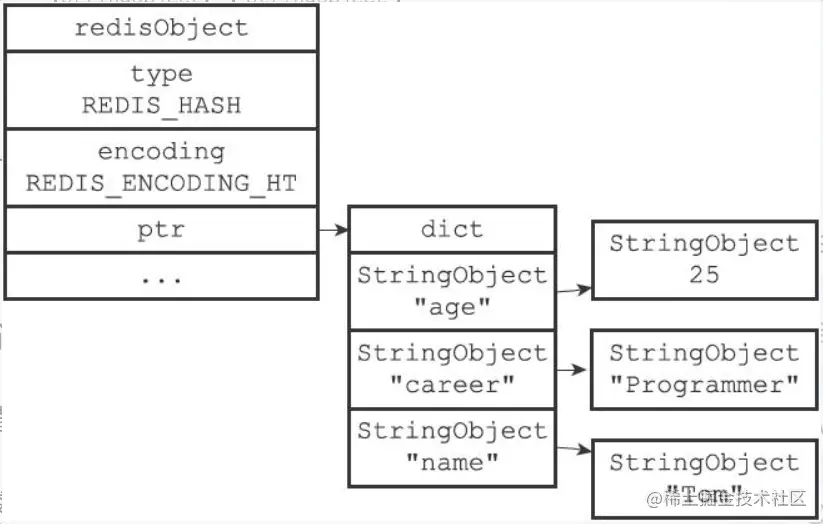 redisObject
type
REDIS_HASH
encoding
REDIS_ENCODING_HT
ptr
...
dict
StringObject
"age"
StringObject
"career"
StringObject
"name"
StringObject
25
StringObject
"Programmer"
StringObject
"Tom"
@稀土掘金技术社区